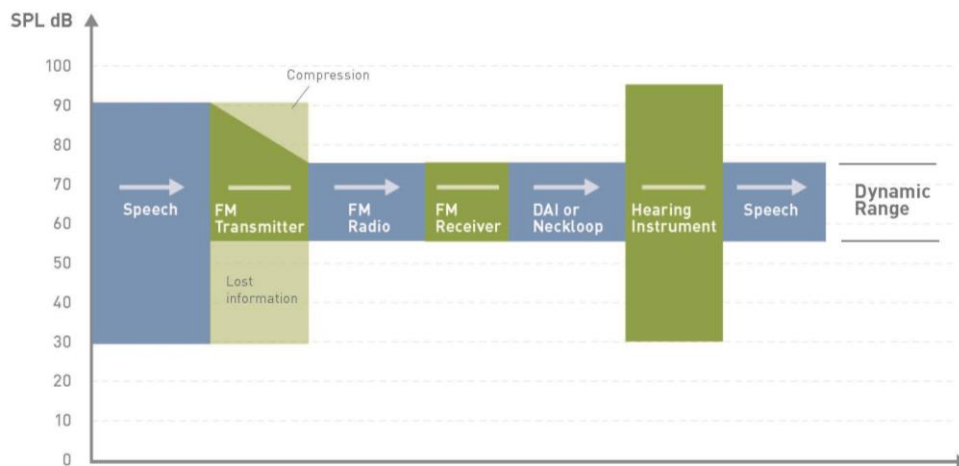 SPL dB
100
90
80
70
60
50
40
30
20
10
0
Compression
Speech
FM
Transmitter
Lost
information
FM
Radio
FM
Receiver
DAI or
Neckloop
Hearing
Instrument
Speech
Dynamic
Range